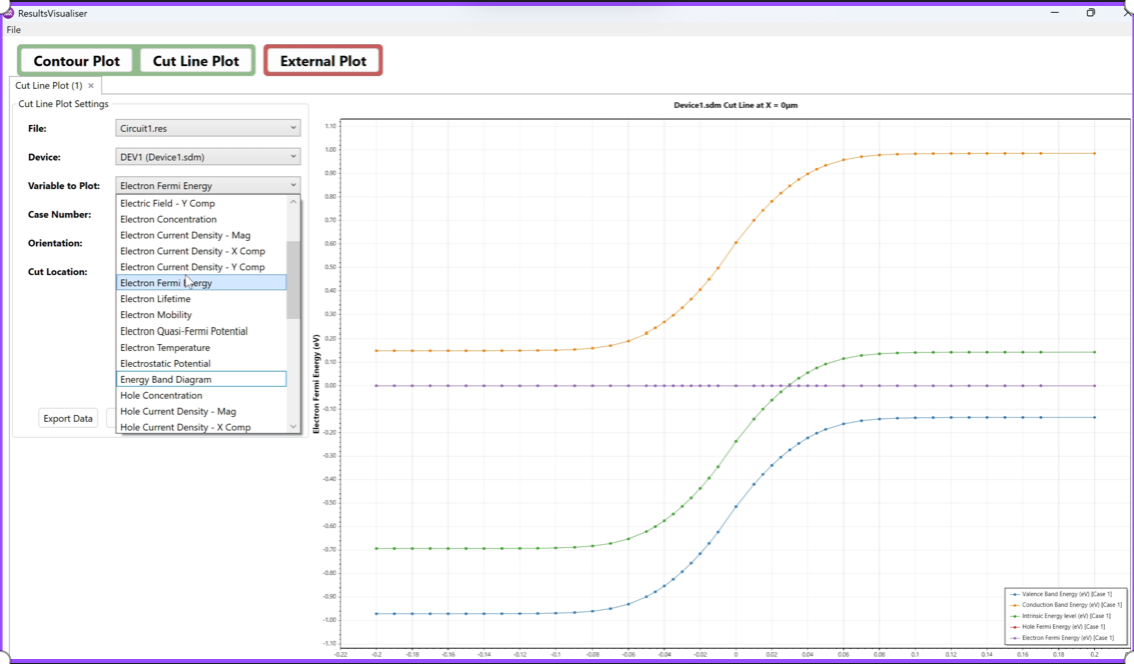 ResultsVisualiser
File
Contour Plot
Cut Line Plot
External Plot
Cut Line Plot (1) ×
Cut Line Plot Settings
File: Circuit1.res
Device: DEV1 (Device1.sdm)
Variable to Plot: Electron Fermi Energy
Case Number:
Orientation:
Cut Location:
Electric Field - Y Comp
Electron Concentration
Electron Current Density - Mag
Electron Current Density - X Comp
Electron Current Density - Y Comp
Electron Fermi Energy
Electron Lifetime
Electron Mobility
Electron Quasi-Fermi Potential
Electron Temperature
Electrostatic Potential
Energy Band Diagram
Hole Concentration
Hole Current Density - Mag
Hole Current Density - X Comp
Export Data
Device1.sdm Cut Line at X = 0μm
Electron Fermi Energy (eV)
1.10
1.00
0.90
0.80
0.70
0.60
0.50
0.40
0.30
0.20
0.10
0.00
-0.10
-0.20
-0.30
-0.40
-0.50
-0.60
-0.70
-0.80
-0.90
-1.00
-1.10
-0.22 -0.2 -0.18 -0.16 -0.14 -0.12 -0.1 -0.08 -0.06 -0.04 -0.02 0 0.02 0.04 0.06 0.08 0.1 0.12 0.14 0.16 0.18 0.2
Valence Band Energy (eV) [Case 1]
Conduction Band Energy (eV) [Case 1]
Intrinsic Energy level (eV) [Case 1]
Hole Fermi Energy (eV) [Case 1]
Electron Fermi Energy (eV) [Case 1]